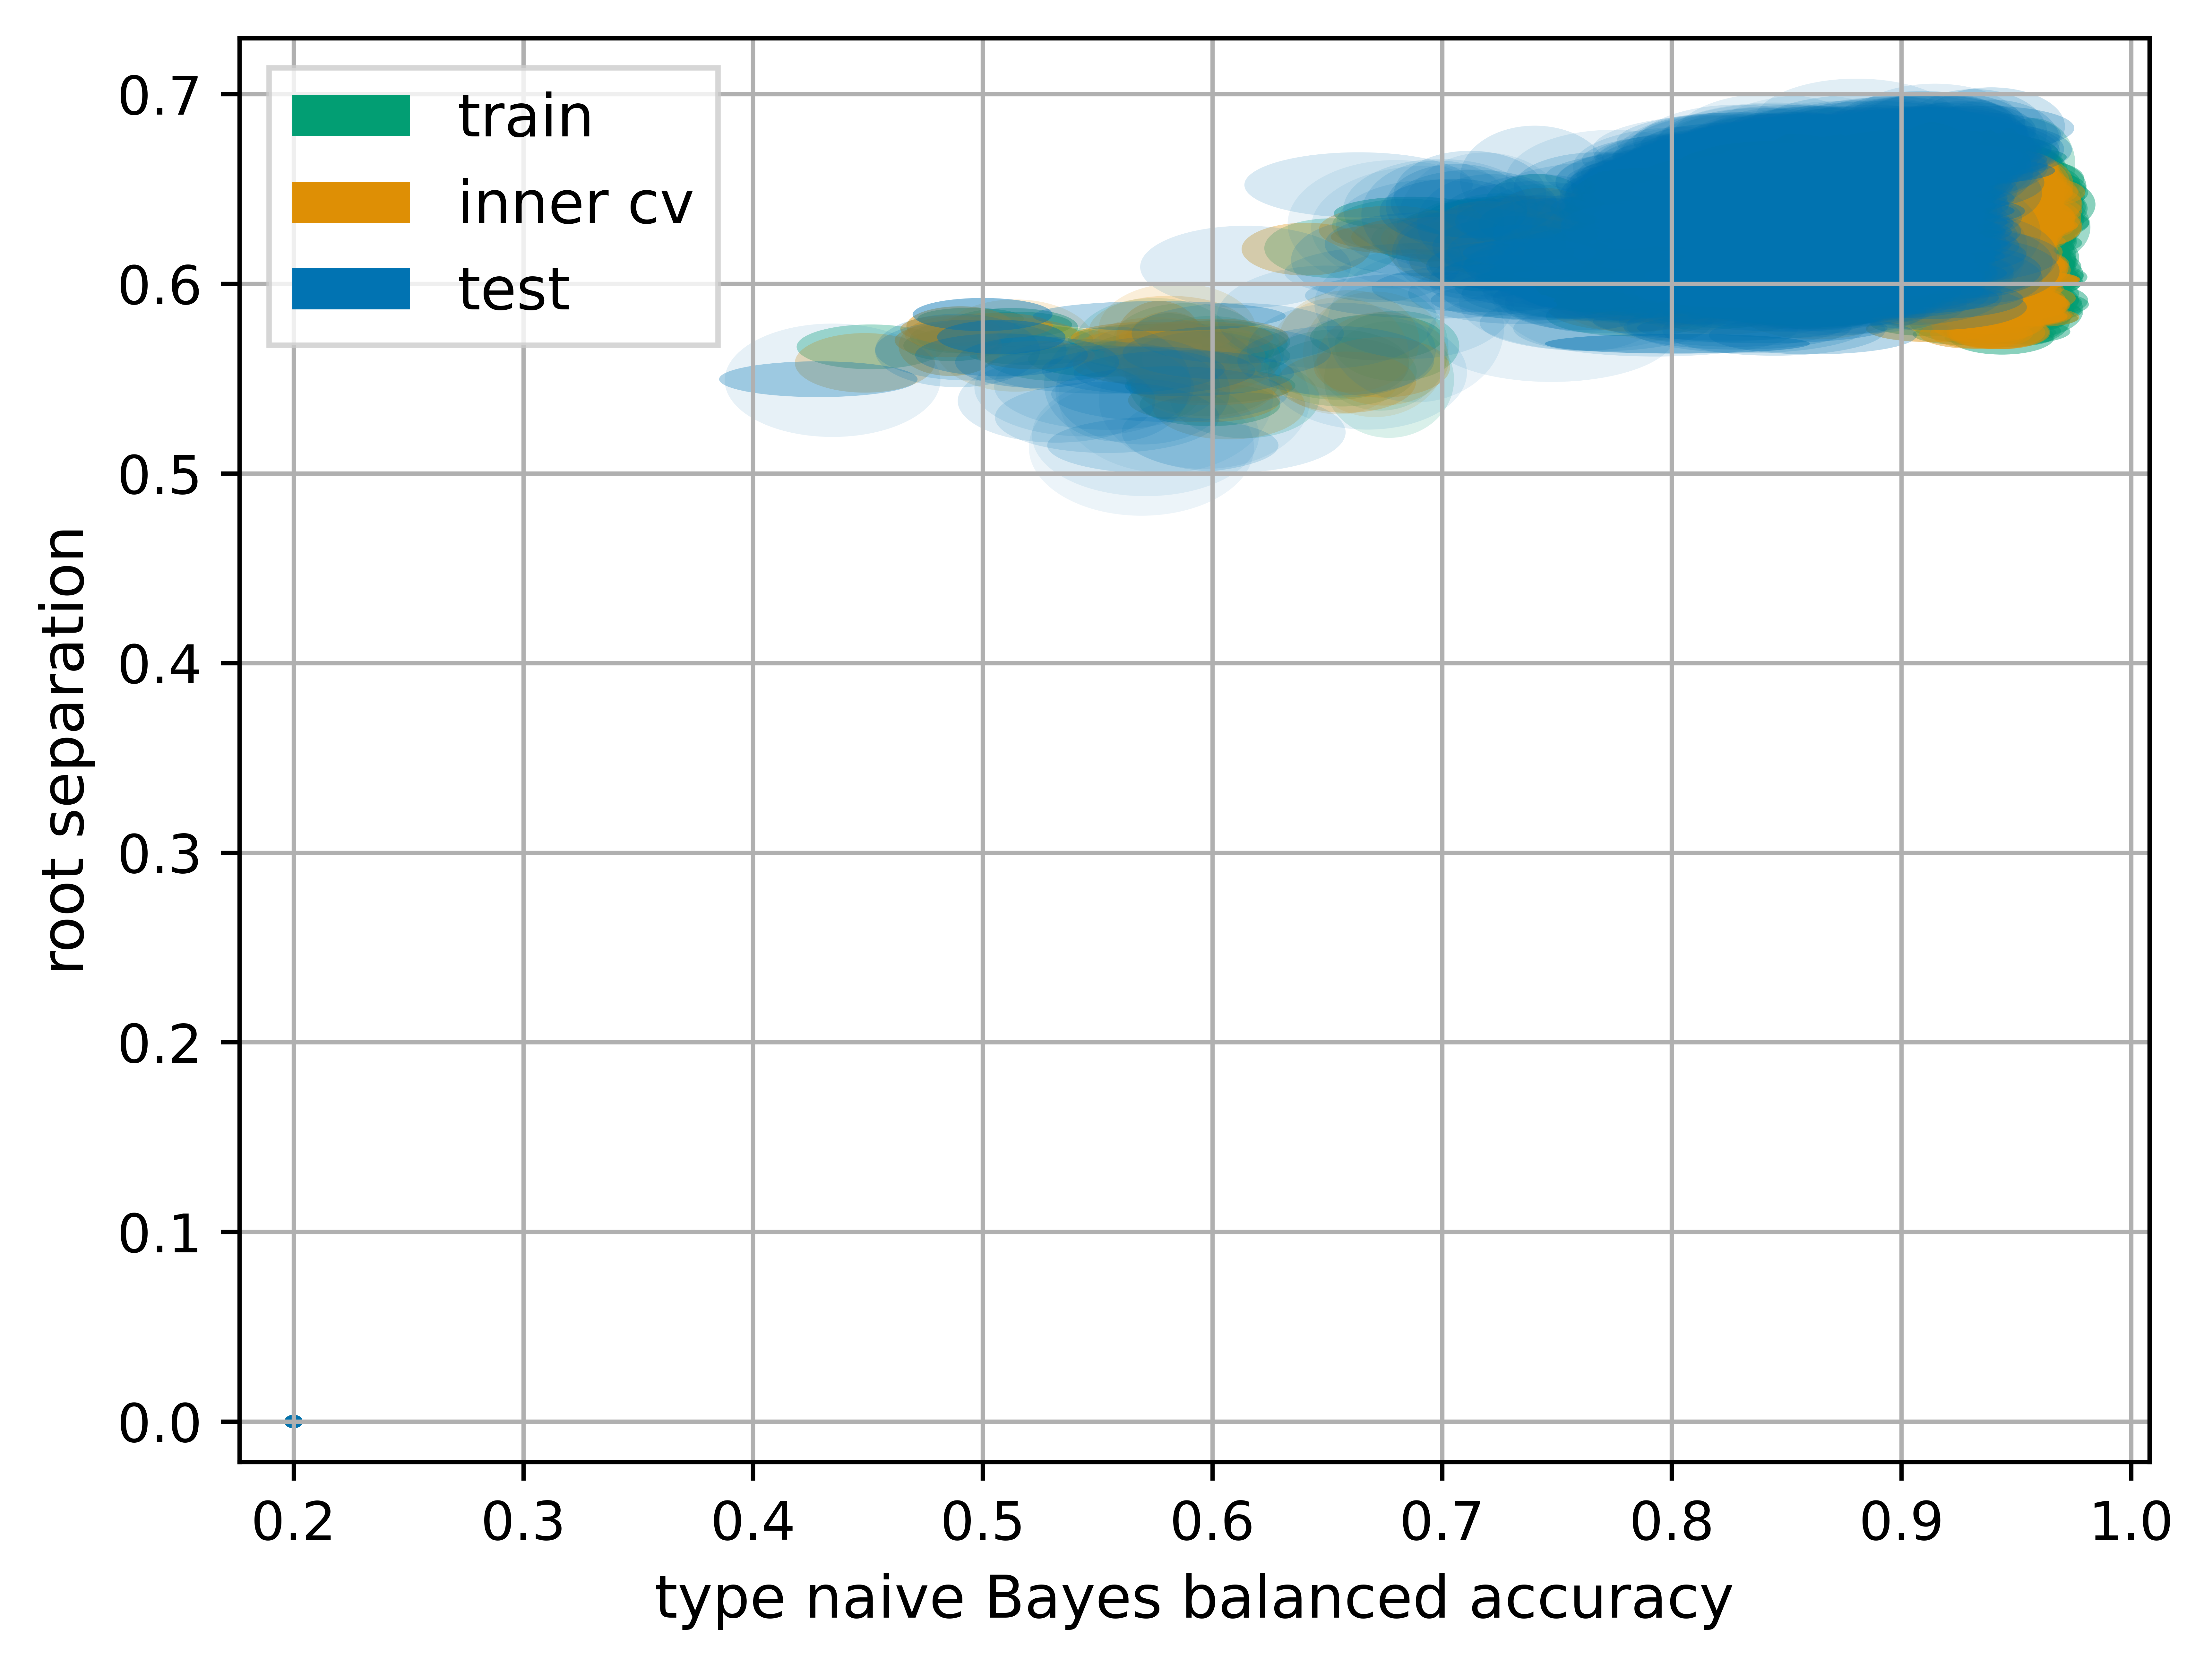 train
inner cv
test
0.7
0.6
0.5
0.4
0.3
0.2
0.1
0.0
root separation
0.2 0.3 0.4 0.5 0.6 0.7 0.8 0.9 1.0
type naive Bayes balanced accuracy